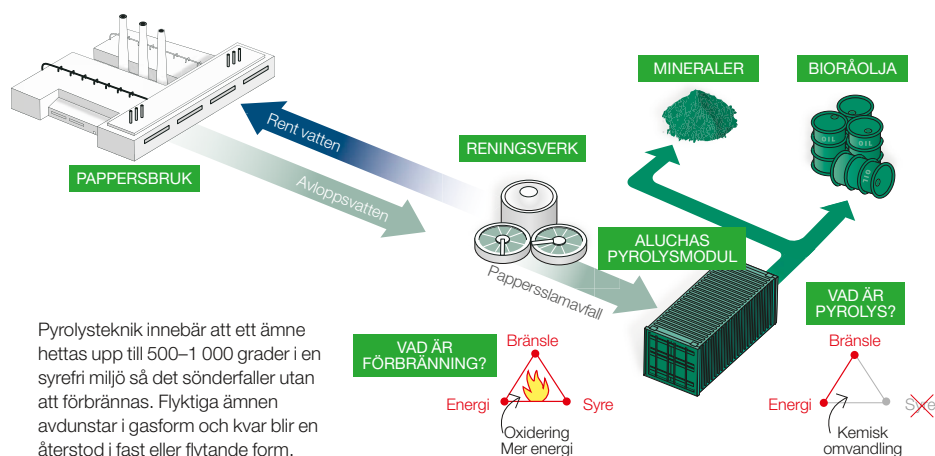 MINERALER
BIORÅOLJA
Rent vatten
RENINGSVERK
PAPPERSBRUK
Avloppsvatten
OIL
OIL
OIL
OIL
ALUCHAS
PYROLYSMODUL
Pappersslamavfall
VAD ÄR
PYROLYS?
Pyrolysteknik innebär att ett ämne
hettas upp till 500–1 000 grader i en
syrefri miljö så det sönderfaller utan
att förbrännas. Flyktiga ämnen
avdunstar i gasform och kvar blir en
återstod i fast eller flytande form.
VAD ÄR
FÖRBRÄNNING?
Bränsle
Energi
Syre
Oxidering
Mer energi
Bränsle
Energi
Syre
Kemisk
omvandling